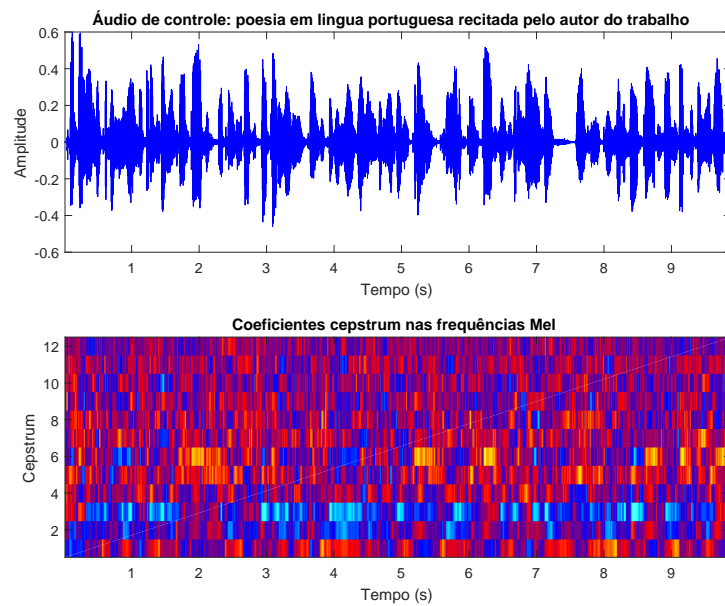 Áudio de controle: poesia em lingua portuguesa recitada pelo autor do trabalho
0.6
0.4
0.2
0
-0.2
-0.4
-0.6
Amplitude
1 2 3 4 5 6 7 8 9
Tempo (s)
Coeficientes cepstrum nas frequências Mel
12
10
8
6
4
2
Cepstrum
1 2 3 4 5 6 7 8 9
Tempo (s)